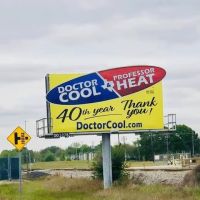 DOCTOR COOL
PROFESSOR HEAT
40th year Thank you!
DoctorCool.com